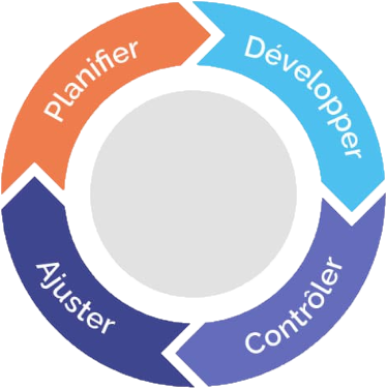 Planifier
Développer
Contrôler
Ajuster